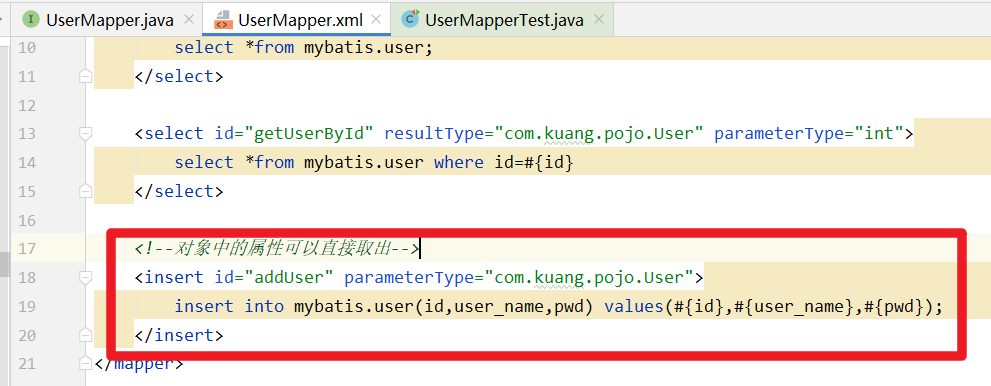 UserMapper.java × UserMapper.xml × UserMapperTest.java ×
10 select *from mybatis.user;
11 </select>
12
13 <select id="getUserById" resultType="com.kuang.pojo.User" parameterType="int">
14 select *from mybatis.user where id=#{id}
15 </select>
16
17 <!--对象中的属性可以直接取出-->
18 <insert id="addUser" parameterType="com.kuang.pojo.User">
19 insert into mybatis.user(id,user_name,pwd) values(#{id},#{user_name},#{pwd});
20 </insert>
21 </mapper>